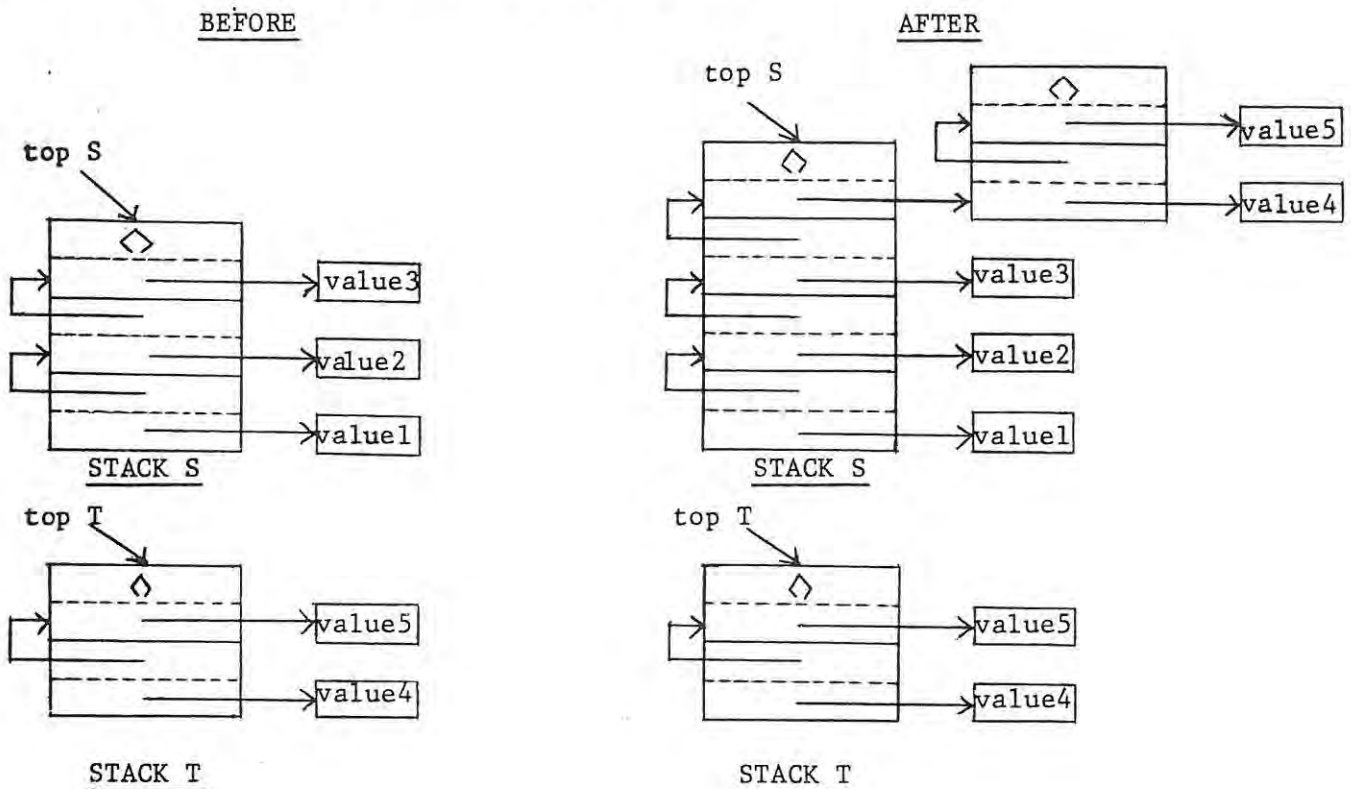 BEFORE
top S
value3
value2
value1
STACK S
top T
value5
value4
STACK T
AFTER
top S
value5
value4
value3
value2
value1
STACK S
top T
value5
value4
STACK T